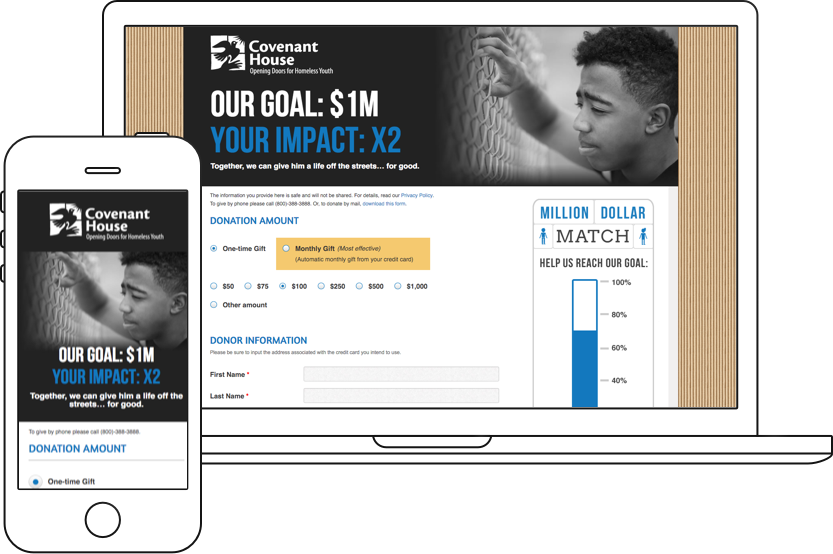 Covenant
House
Opening Doors for Homeless Youth
OUR GOAL: $1M
YOUR IMPACT: X2
Together, we can give him a life off the streets... for good.
The information you provide here is safe and will not be shared. For details, read our Privacy Policy.
To give by phone please call (800)-388-3888. Or, to donate by mail, download this form.
DONATION AMOUNT
One-time Gift
Monthly Gift (Most effective)
(Automatic monthly gift from your credit card)
$50 $75 $100 $250 $500 $1,000
Other amount
DONOR INFORMATION
Please be sure to input the address associated with the credit card you intend to use.
First Name *
Last Name *
MILLION DOLLAR
MATCH
HELP US REACH OUR GOAL:
100%
80%
60%
40%
Covenant
House
Opening Doors for Homeless Youth
OUR GOAL: $1M
YOUR IMPACT: X2
Together, we can give him a life off the
streets... for good.
To give by phone please call (800)-388-3888.
DONATION AMOUNT
One-time Gift